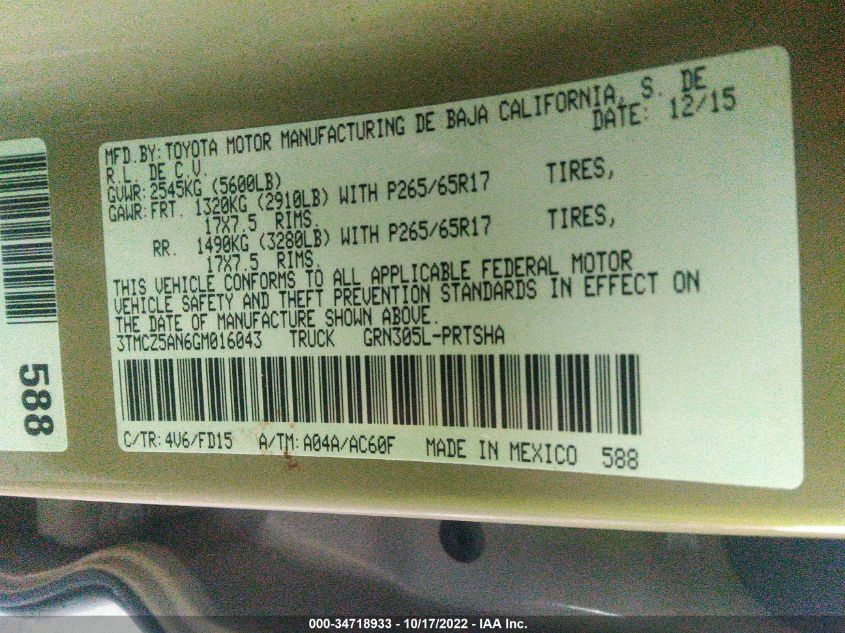 MFD.BY: TOYOTA MOTOR MANUFACTURING DE BAJA CALIFORNIA, S. DE
R.L. DE C.V. DATE: 12/15
GVWR: 2545KG (5600LB)
GAWR: FRT. 1320KG (2910LB) WITH P265/65R17 TIRES,
17X7.5 RIMS.
RR. 1490KG (3280LB) WITH P265/65R17 TIRES,
17X7.5 RIMS.
THIS VEHICLE CONFORMS TO ALL APPLICABLE FEDERAL MOTOR
VEHICLE SAFETY AND THEFT PREVENTION STANDARDS IN EFFECT ON
THE DATE OF MANUFACTURE SHOWN ABOVE.
3TMCZ5AN6GM016043 TRUCK GRN305L-PRTSHA
C/TR: 4V6/FD15 A/TM: A04A/AC60F MADE IN MEXICO 588
588
000-34718933 - 10/17/2022 - IAA Inc.